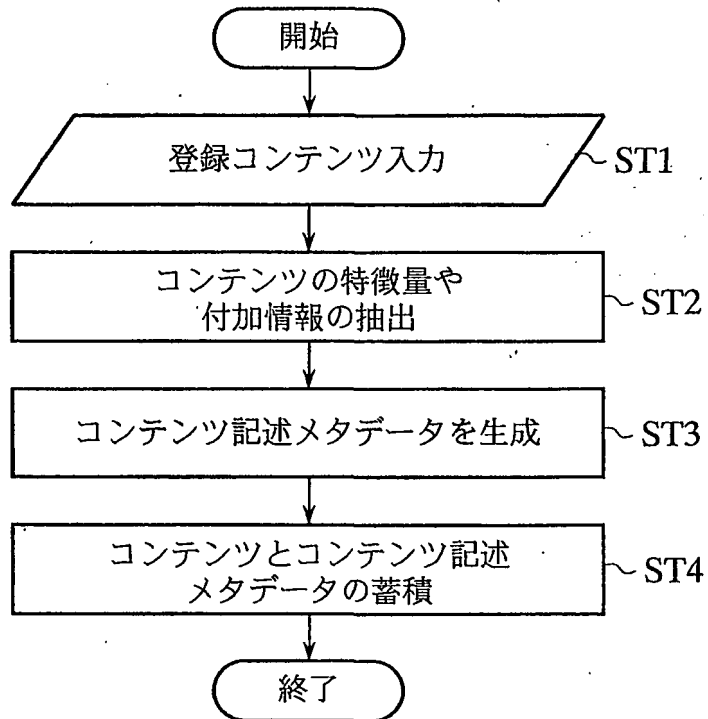 開始
登録コンテンツ入力
ST1
コンテンツの特徴量や
付加情報の抽出
ST2
コンテンツ記述メタデータを生成
ST3
コンテンツとコンテンツ記述
メタデータの蓄積
ST4
終了